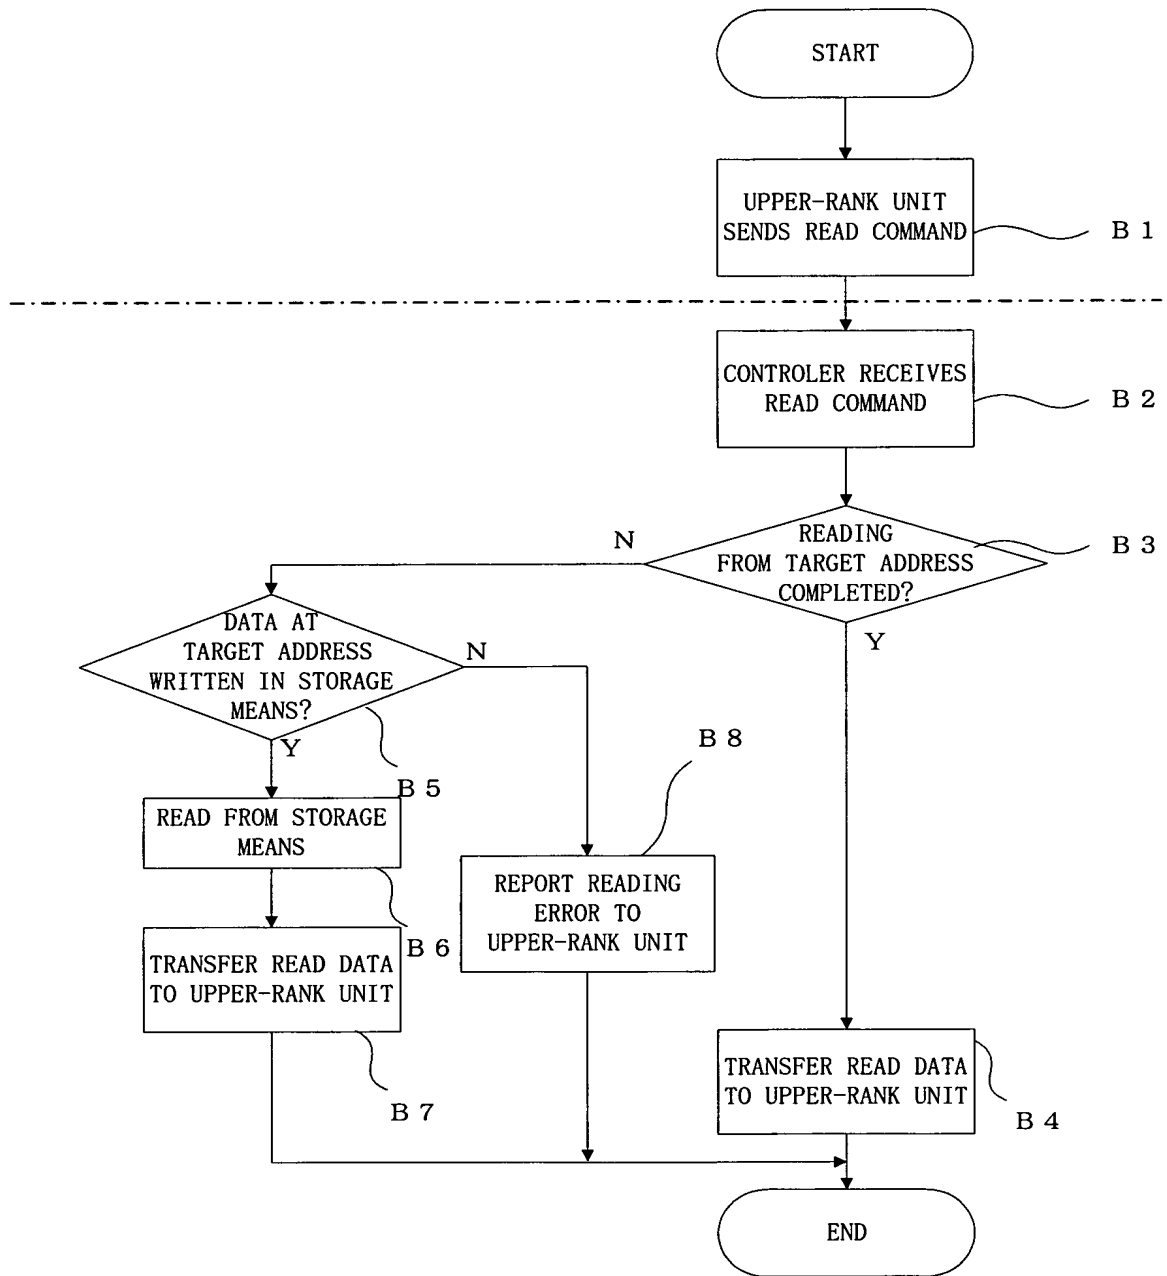 START
UPPER-RANK UNIT
SENDS READ COMMAND
B 1
CONTROLER RECEIVES
READ COMMAND
B 2
READING
FROM TARGET ADDRESS
COMPLETED?
B 3
N
Y
DATA AT
TARGET ADDRESS
WRITTEN IN STORAGE
MEANS?
N
Y
B 5
B 8
READ FROM STORAGE
MEANS
B 6
REPORT READING
ERROR TO
UPPER-RANK UNIT
TRANSFER READ DATA
TO UPPER-RANK UNIT
B 7
TRANSFER READ DATA
TO UPPER-RANK UNIT
B 4
END